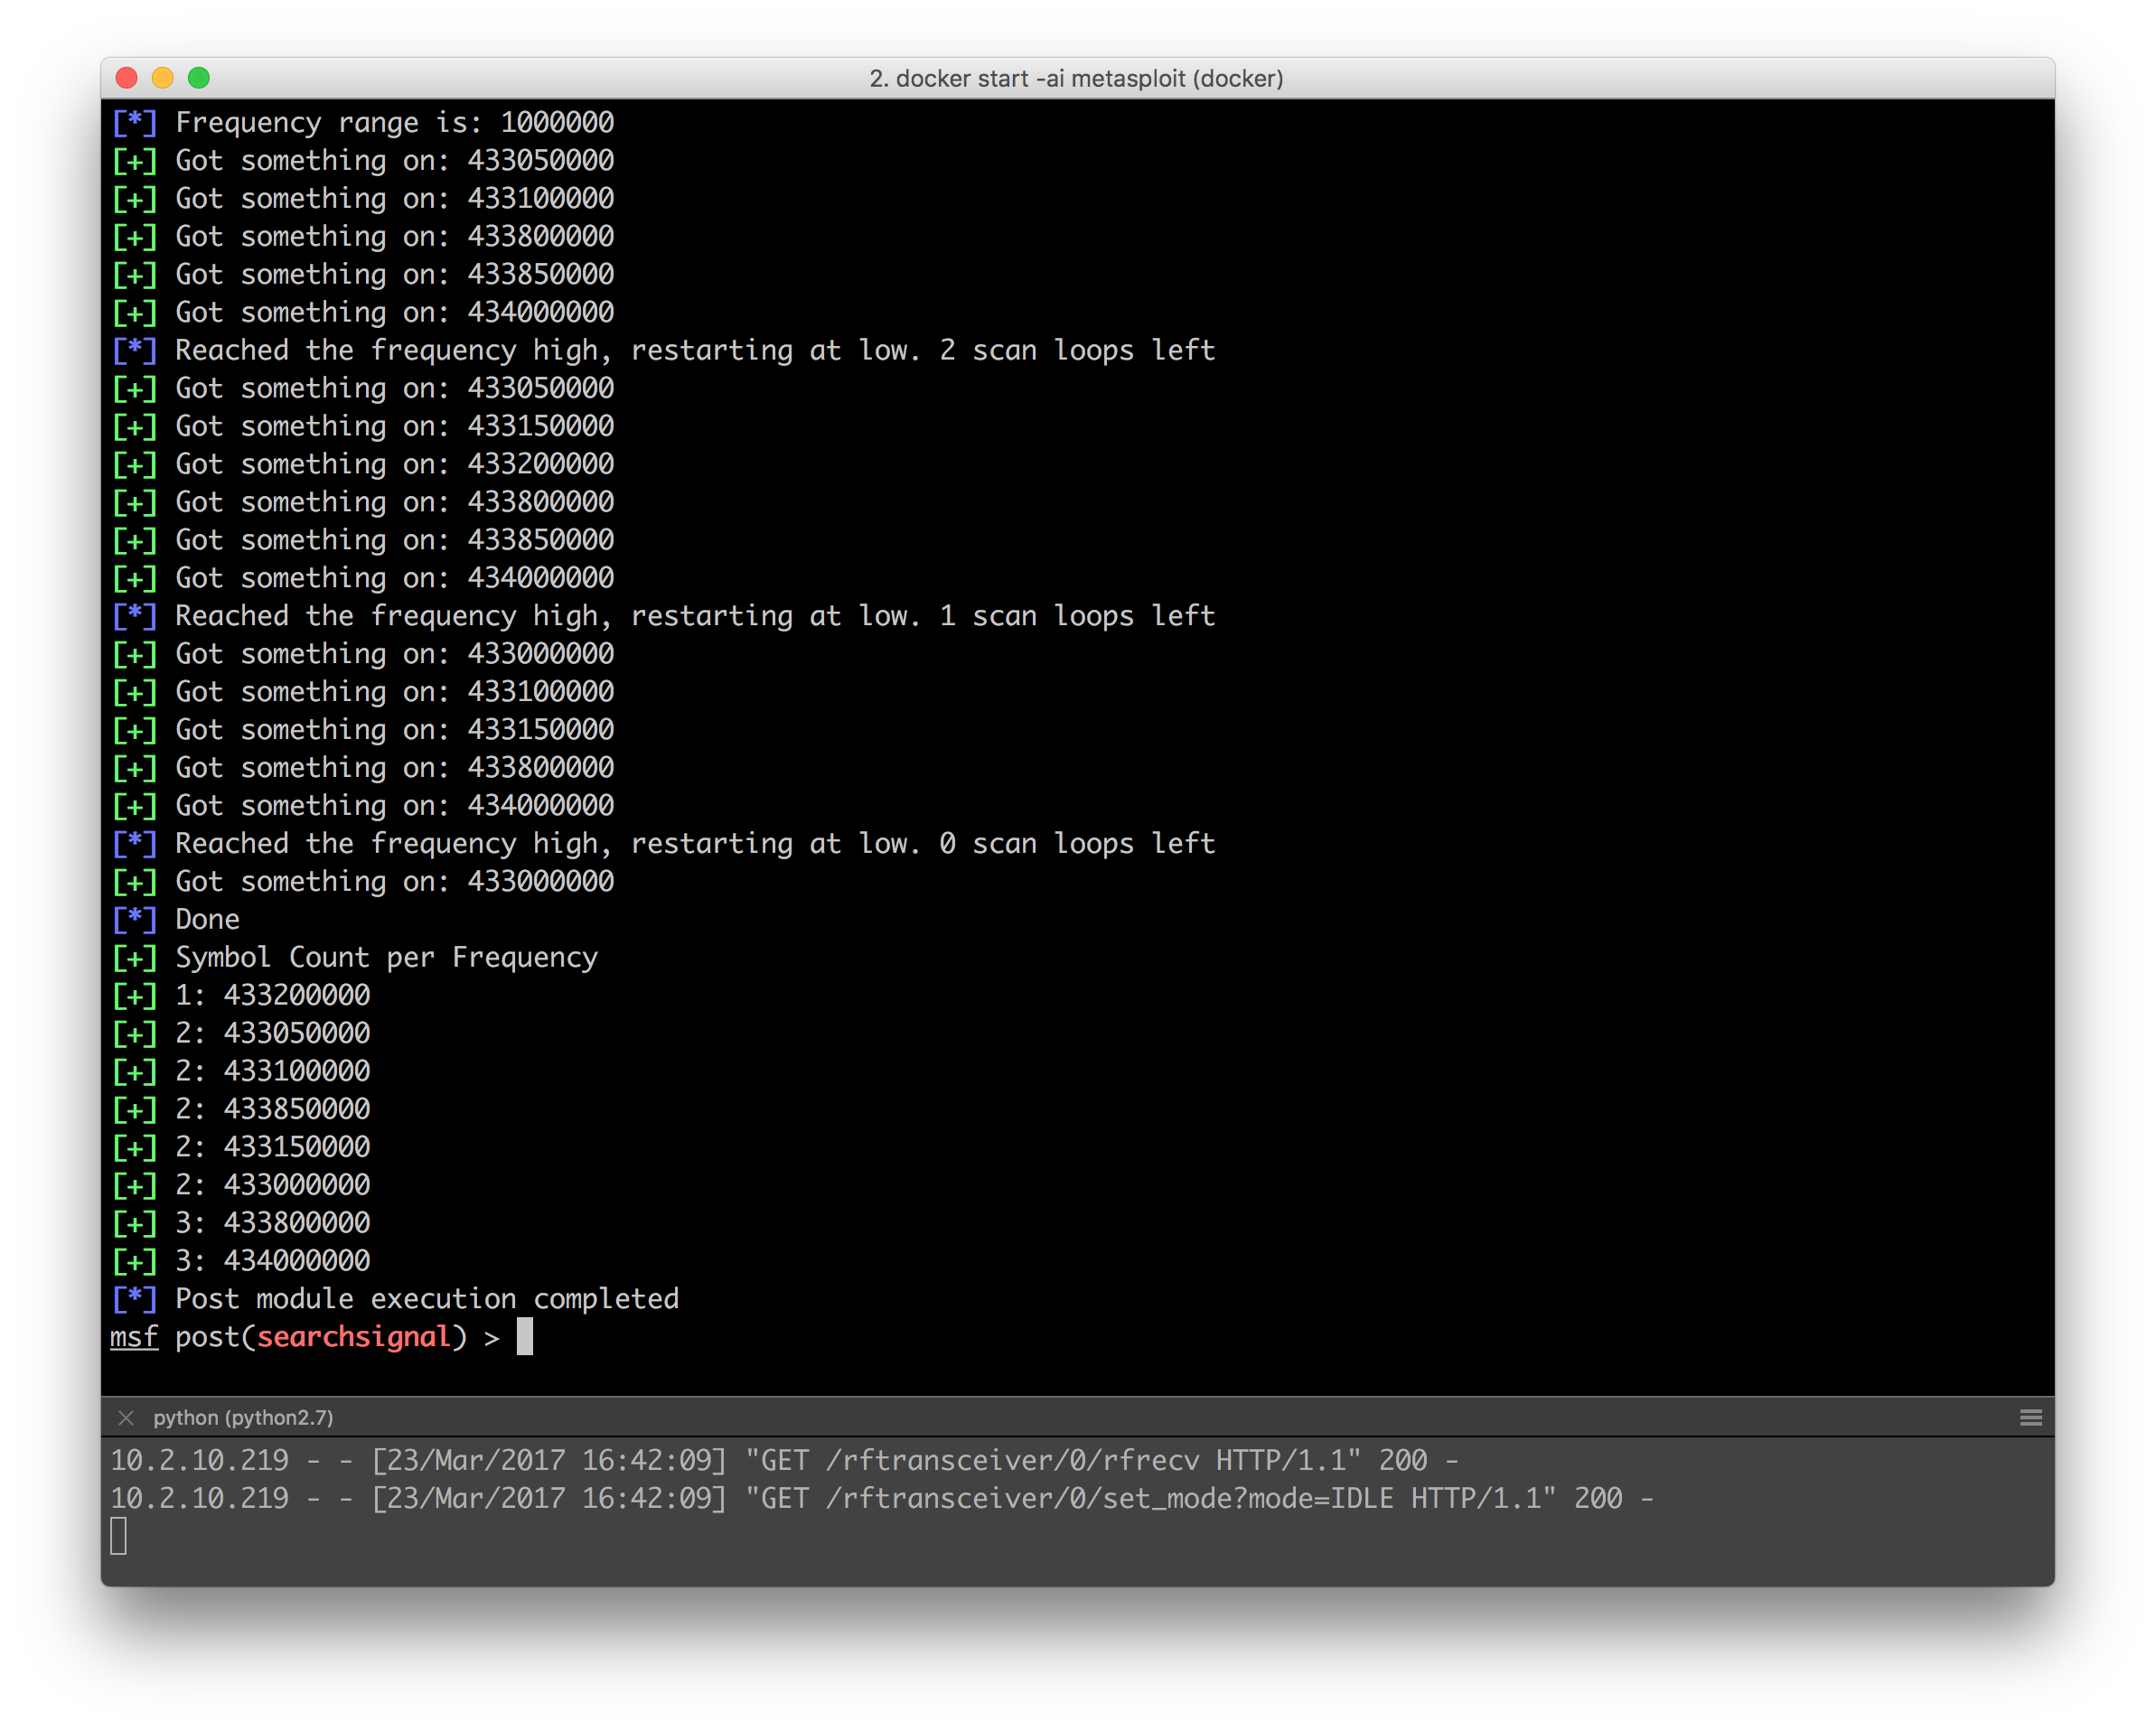 2. docker start -ai metasploit (docker)
[*] Frequency range is: 1000000
[+] Got something on: 433050000
[+] Got something on: 433100000
[+] Got something on: 433800000
[+] Got something on: 433850000
[+] Got something on: 434000000
[*] Reached the frequency high, restarting at low. 2 scan loops left
[+] Got something on: 433050000
[+] Got something on: 433150000
[+] Got something on: 433200000
[+] Got something on: 433800000
[+] Got something on: 433850000
[+] Got something on: 434000000
[*] Reached the frequency high, restarting at low. 1 scan loops left
[+] Got something on: 433000000
[+] Got something on: 433100000
[+] Got something on: 433150000
[+] Got something on: 433800000
[+] Got something on: 434000000
[*] Reached the frequency high, restarting at low. 0 scan loops left
[+] Got something on: 433000000
[*] Done
[+] Symbol Count per Frequency
[+] 1: 433200000
[+] 2: 433050000
[+] 2: 433100000
[+] 2: 433850000
[+] 2: 433150000
[+] 2: 433000000
[+] 3: 433800000
[+] 3: 434000000
[*] Post module execution completed
msf post(searchsignal) >
python (python2.7)
10.2.10.219 - - [23/Mar/2017 16:42:09] "GET /rftransceiver/0/rfrecv HTTP/1.1" 200 -
10.2.10.219 - - [23/Mar/2017 16:42:09] "GET /rftransceiver/0/set_mode?mode=IDLE HTTP/1.1" 200 -